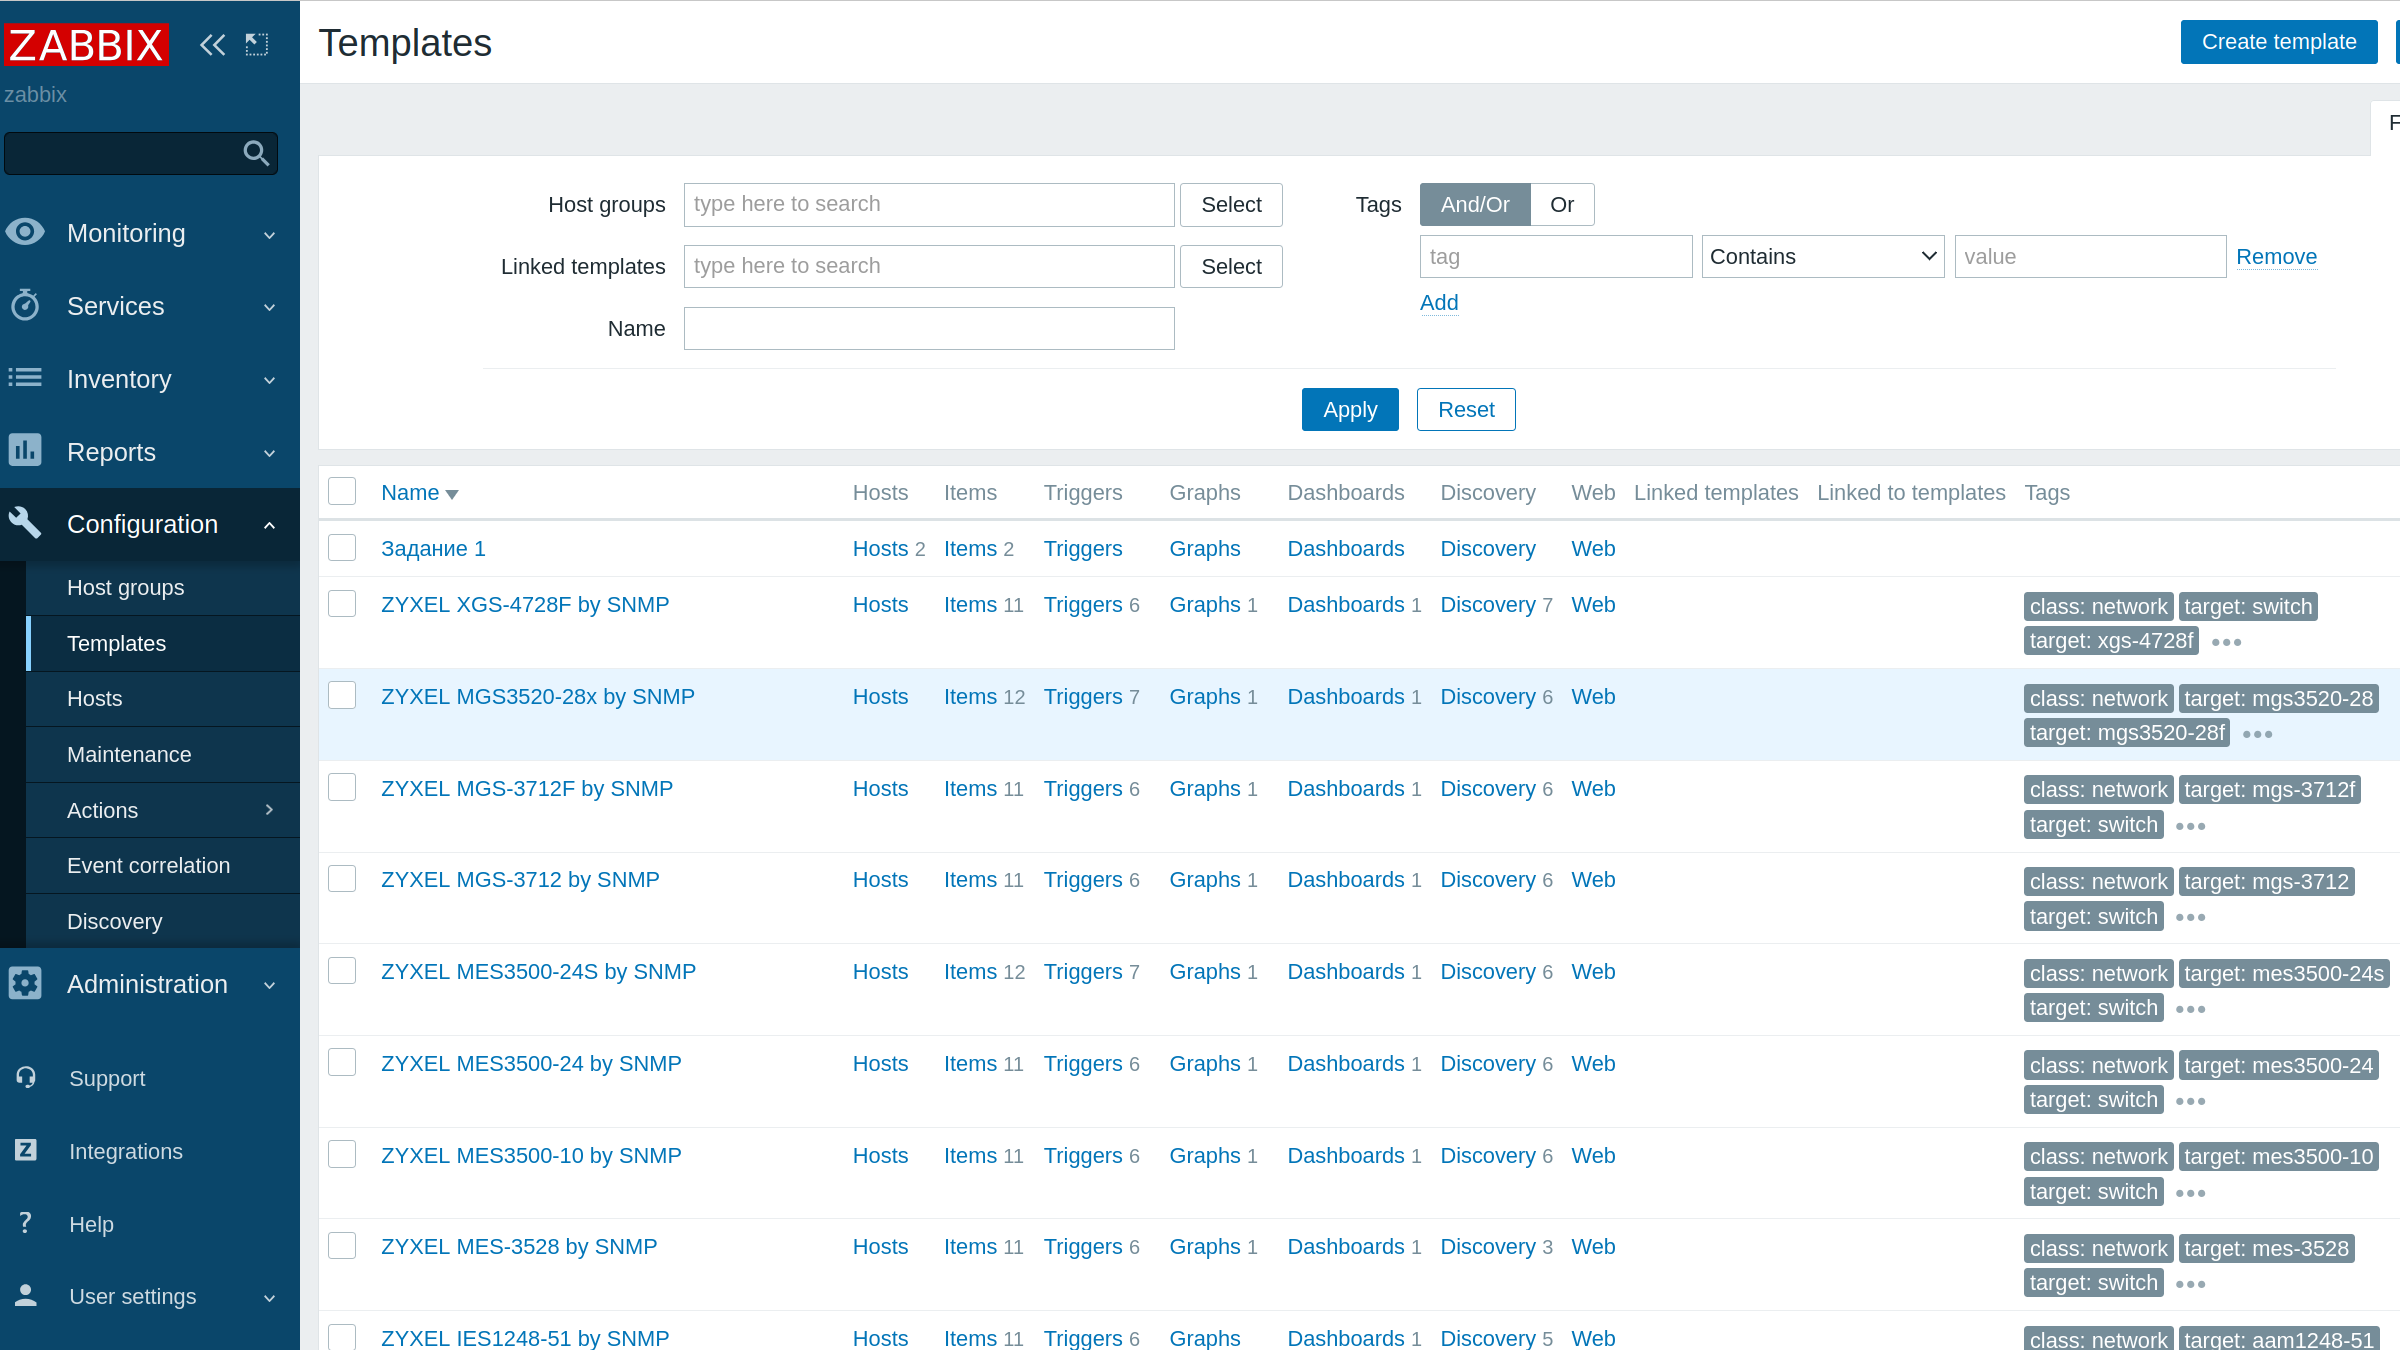 ZABBIX
zabbix
Monitoring
Services
Inventory
Reports
Configuration
Host groups
Templates
Hosts
Maintenance
Actions
Event correlation
Discovery
Administration
Support
Integrations
Help
User settings
Templates
Create template
F
Host groups type here to search Select
Linked templates type here to search Select
Name
Tags And/Or Or
tag Contains value Remove
Add
Apply Reset
Name Hosts Items Triggers Graphs Dashboards Discovery Web Linked templates Linked to templates Tags
Задание 1 Hosts 2 Items 2 Triggers Graphs Dashboards Discovery Web
ZYXEL XGS-4728F by SNMP Hosts Items 11 Triggers 6 Graphs 1 Dashboards 1 Discovery 7 Web class: network target: switch
target: xgs-4728f
ZYXEL MGS3520-28x by SNMP Hosts Items 12 Triggers 7 Graphs 1 Dashboards 1 Discovery 6 Web class: network target: mgs3520-28
target: mgs3520-28f
ZYXEL MGS-3712F by SNMP Hosts Items 11 Triggers 6 Graphs 1 Dashboards 1 Discovery 6 Web class: network target: mgs-3712f
target: switch
ZYXEL MGS-3712 by SNMP Hosts Items 11 Triggers 6 Graphs 1 Dashboards 1 Discovery 6 Web class: network target: mgs-3712
target: switch
ZYXEL MES3500-24S by SNMP Hosts Items 12 Triggers 7 Graphs 1 Dashboards 1 Discovery 6 Web class: network target: mes3500-24s
target: switch
ZYXEL MES3500-24 by SNMP Hosts Items 11 Triggers 6 Graphs 1 Dashboards 1 Discovery 6 Web class: network target: mes3500-24
target: switch
ZYXEL MES3500-10 by SNMP Hosts Items 11 Triggers 6 Graphs 1 Dashboards 1 Discovery 6 Web class: network target: mes3500-10
target: switch
ZYXEL MES-3528 by SNMP Hosts Items 11 Triggers 6 Graphs 1 Dashboards 1 Discovery 3 Web class: network target: mes-3528
target: switch
ZYXEL IES1248-51 by SNMP Hosts Items 11 Triggers 6 Graphs Dashboards 1 Discovery 5 Web class: network target: aam1248-51